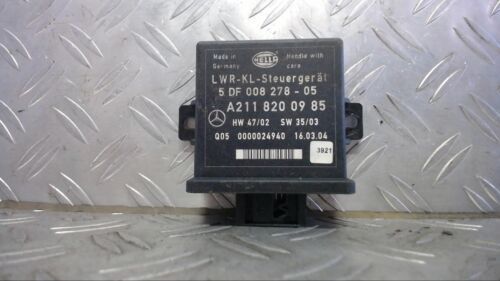 Made in
Germany
HELLA
Handle with
care
LWR-KL-Steuergerät
5 DF 008 278 - 05
A 211 820 09 85
HW 47/02 SW 35/03
Q05 0000024940 16.03.04
3921